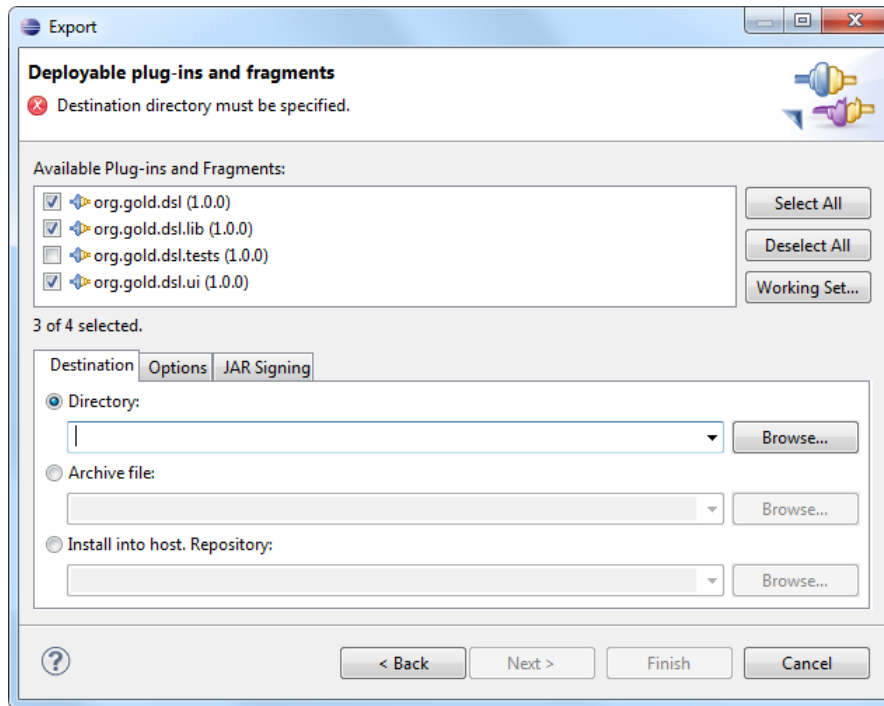 Export
Deployable plug-ins and fragments
Destination directory must be specified.
Available Plug-ins and Fragments:
org.gold.dsl (1.0.0)
org.gold.dsl.lib (1.0.0)
org.gold.dsl.tests (1.0.0)
org.gold.dsl.ui (1.0.0)
Select All
Deselect All
Working Set...
3 of 4 selected.
Destination Options JAR Signing
Directory:
Browse...
Archive file:
Browse...
Install into host. Repository:
Browse...
< Back Next > Finish Cancel